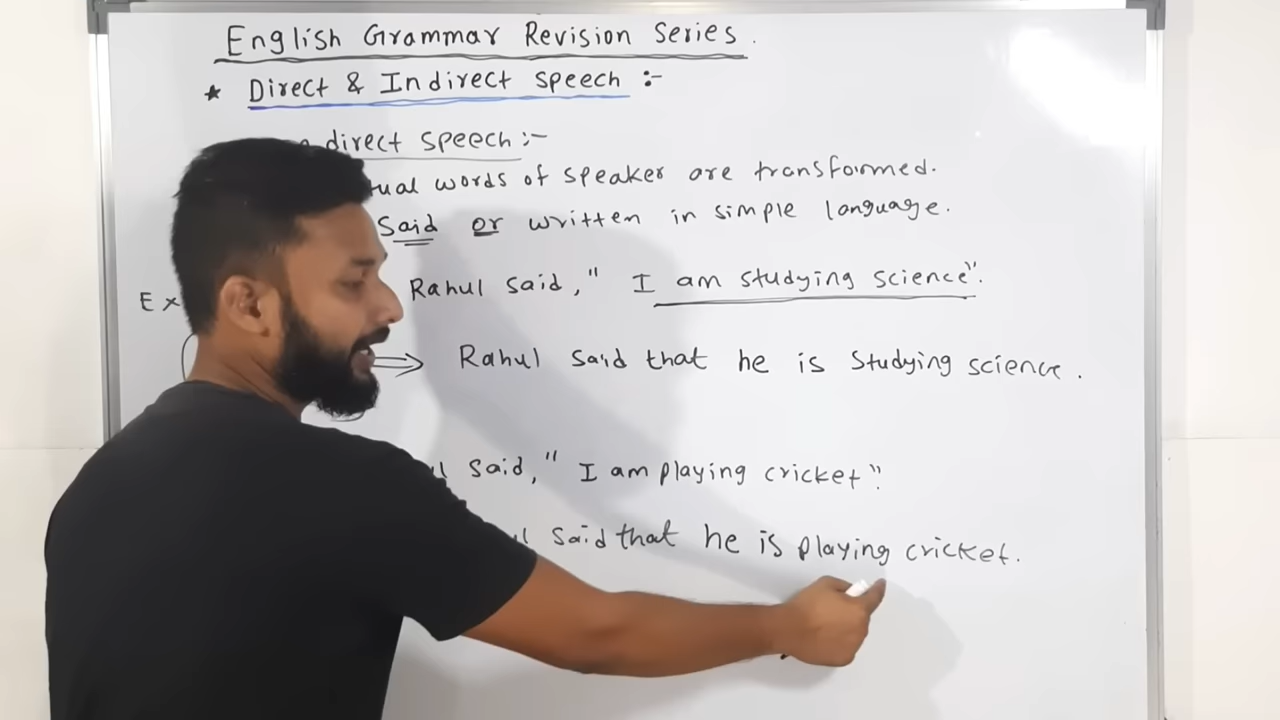 English Grammar Revision Series.
* Direct & Indirect Speech :-
direct speech :-
words of speaker are transformed.
Said or written in simple language.
Ex
Rahul said, " I am studying science".
⇒ Rahul said that he is studying science.
said, " I am playing cricket".
said that he is playing cricket.